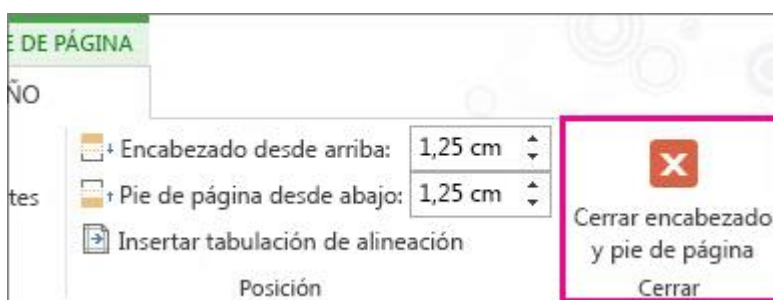 E DE PÁGINA
ÑO
Encabezado desde arriba: 1,25 cm
tes Pie de página desde abajo: 1,25 cm
Insertar tabulación de alineación
Posición
Cerrar encabezado
y pie de página
Cerrar